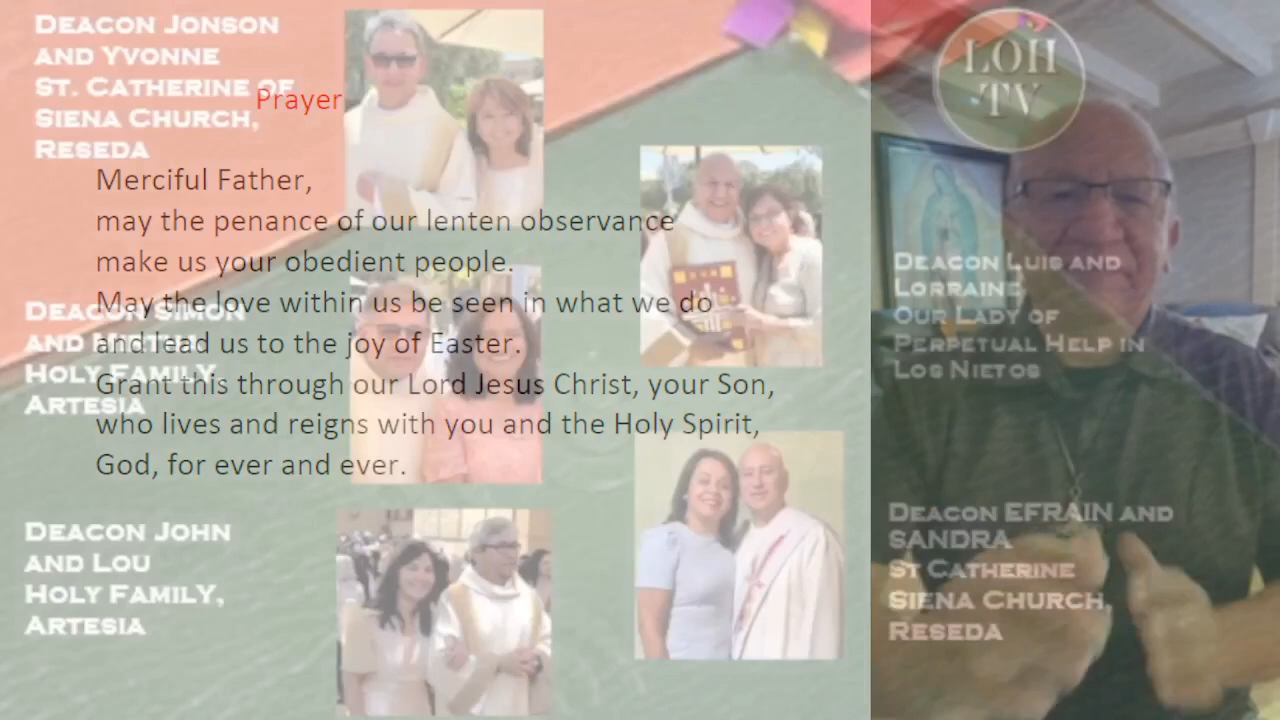 DEACON JONSON
AND YVONNE
ST. CATHERINE OF
SIENA CHURCH,
RESEDA
Prayer
Merciful Father,
may the penance of our lenten observance
make us your obedient people.
May the love within us be seen in what we do
and lead us to the joy of Easter.
Grant this through our Lord Jesus Christ, your Son,
who lives and reigns with you and the Holy Spirit,
God, for ever and ever.
DEACON SIMON
AND
HOLY FAMILY,
ARTESIA
DEACON JOHN
AND LOU
HOLY FAMILY,
ARTESIA
LOH
TV
DEACON LUIS AND
LORRAINE
OUR LADY OF
PERPETUAL HELP IN
LOS NIETOS
DEACON EFRAIN AND
SANDRA
ST CATHERINE
SIENA CHURCH,
RESEDA